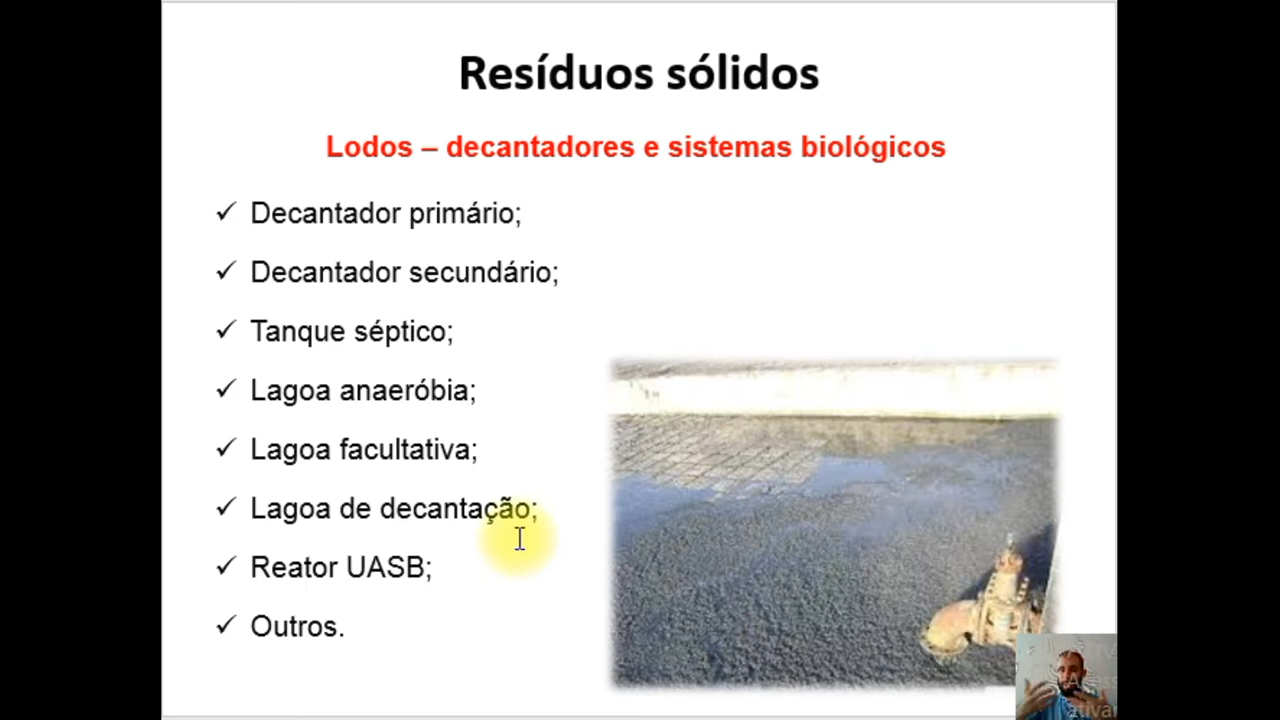 Resíduos sólidos
Lodos – decantadores e sistemas biológicos
✓ Decantador primário;
✓ Decantador secundário;
✓ Tanque séptico;
✓ Lagoa anaeróbia;
✓ Lagoa facultativa;
✓ Lagoa de decantação;
✓ Reator UASB;
✓ Outros.